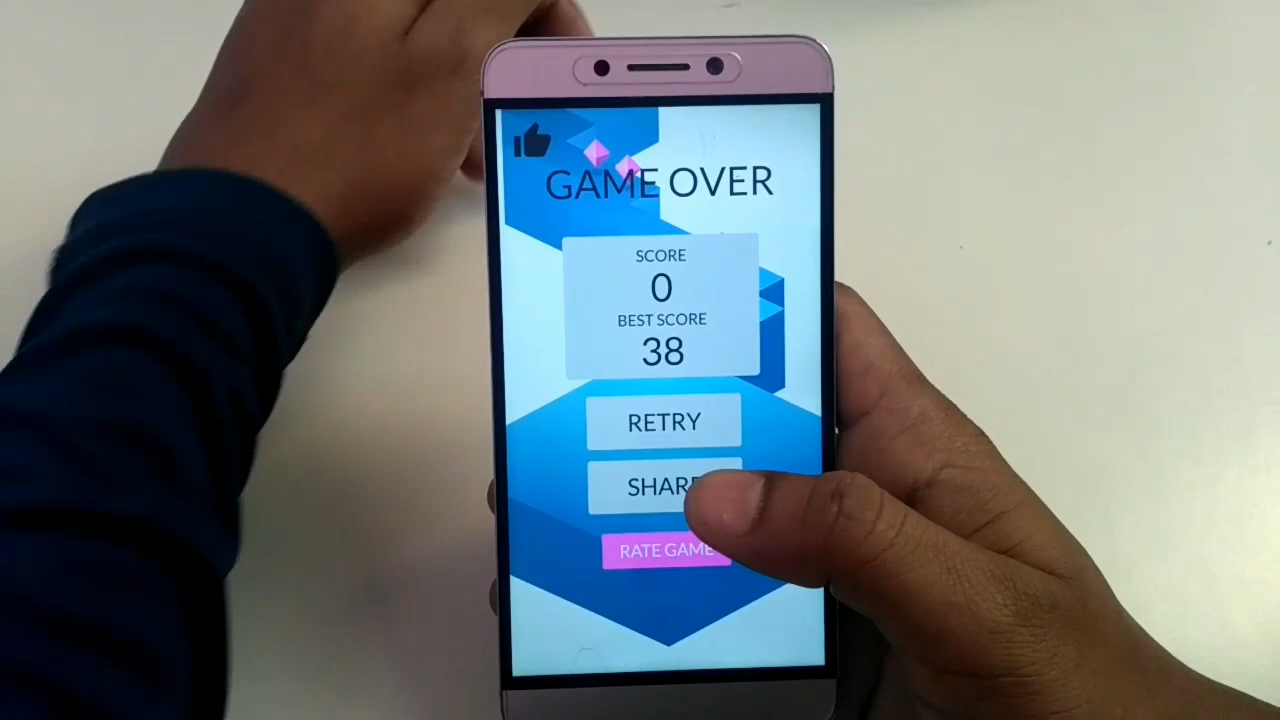 GAME OVER
SCORE
0
BEST SCORE
38
RETRY
SHARE
RATE GAME